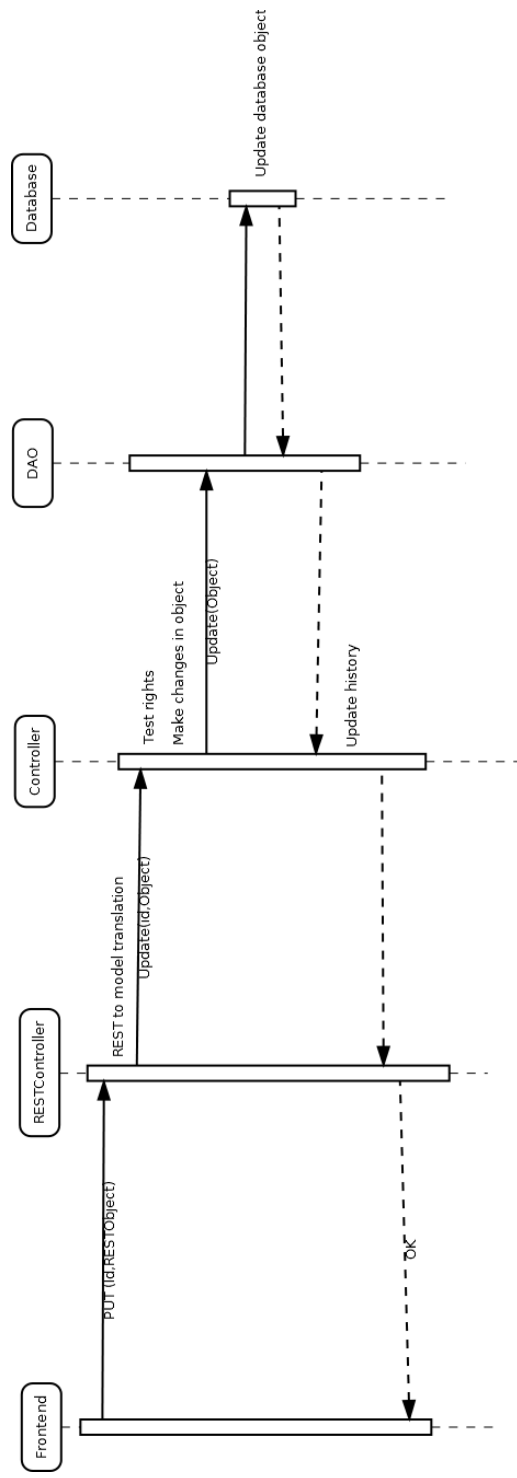 Frontend
RESTController
Controller
DAO
Database
PUT (Id,RESTObject)
REST to model translation
Update(id,Object)
Test rights
Make changes in object
Update(Object)
Update database object
Update history
OK